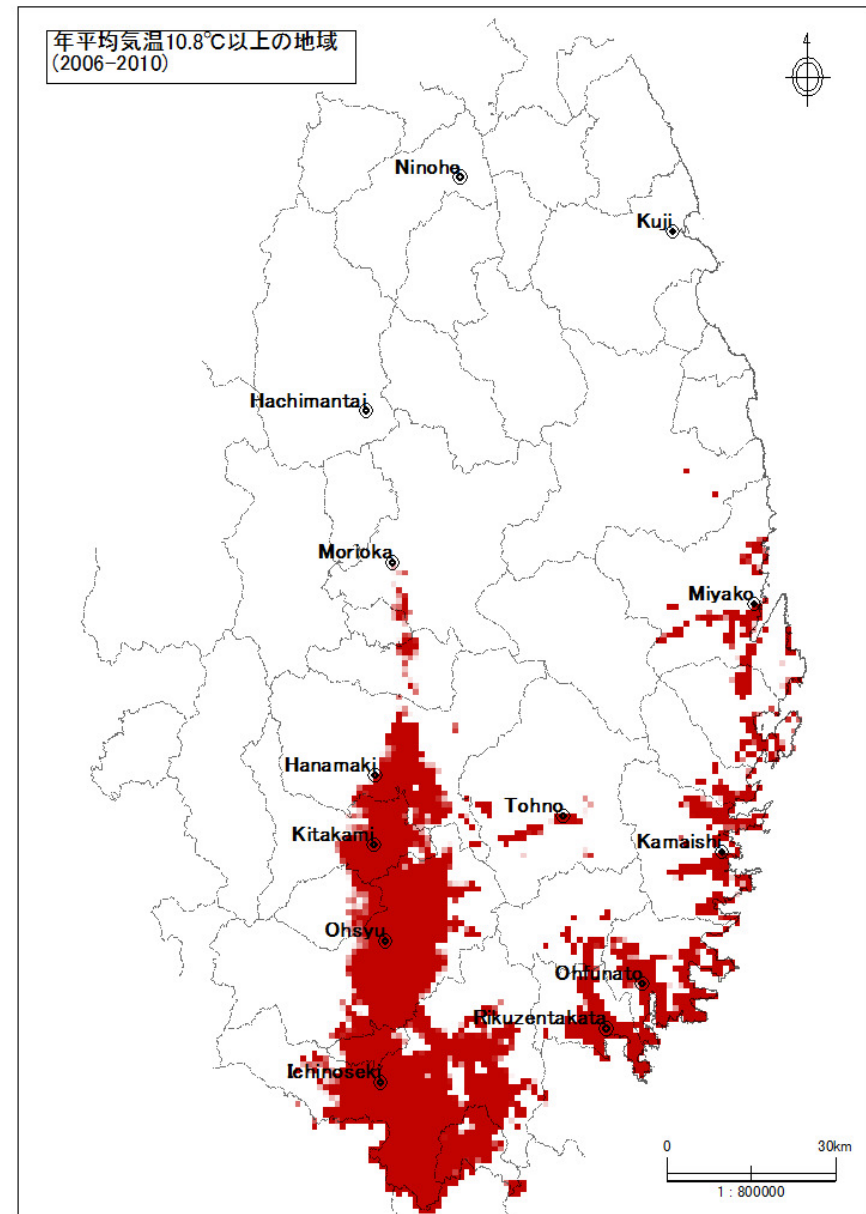 年平均気温10.8℃以上の地域
(2006-2010)
Ninohe
Kuji
Hachimantai
Morioka
Miyako
Hanamaki
Tohno
Kitakami
Kamaishi
Ohsyu
Ohfunato
Rikuzentakata
Ichinoseki
0 30km
1 : 800000